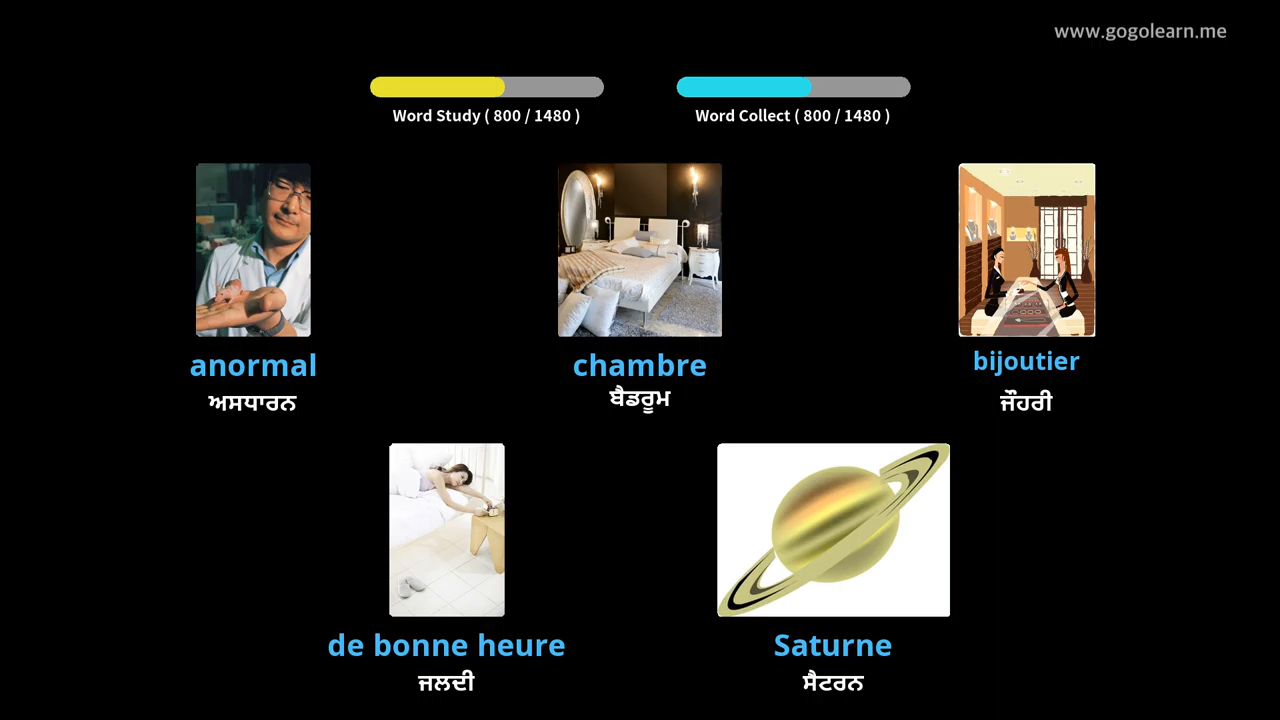 www.gogolearn.me
Word Study ( 800 / 1480 )
Word Collect ( 800 / 1480 )
anormal
ਅਸਧਾਰਨ
chambre
ਬੈਡਰੂਮ
bijoutier
ਜੌਹਰੀ
de bonne heure
ਜਲਦੀ
Saturne
ਸੈਟਰਨ